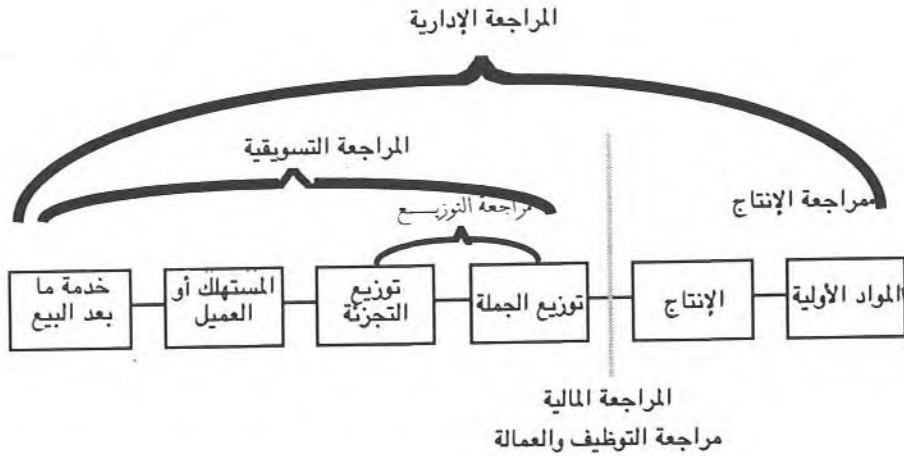 المراجعة الإدارية
المراجعة التسويقية
مراجعة الإنتاج
مراجعة التوزيــــع
المواد الأولية
الإنتاج
توزيع الجملة
توزيع
التجزئة
المستهلك أو
العميل
خدمة ما
بعد البيع
المراجعة المالية
مراجعة التوظيف والعمالة